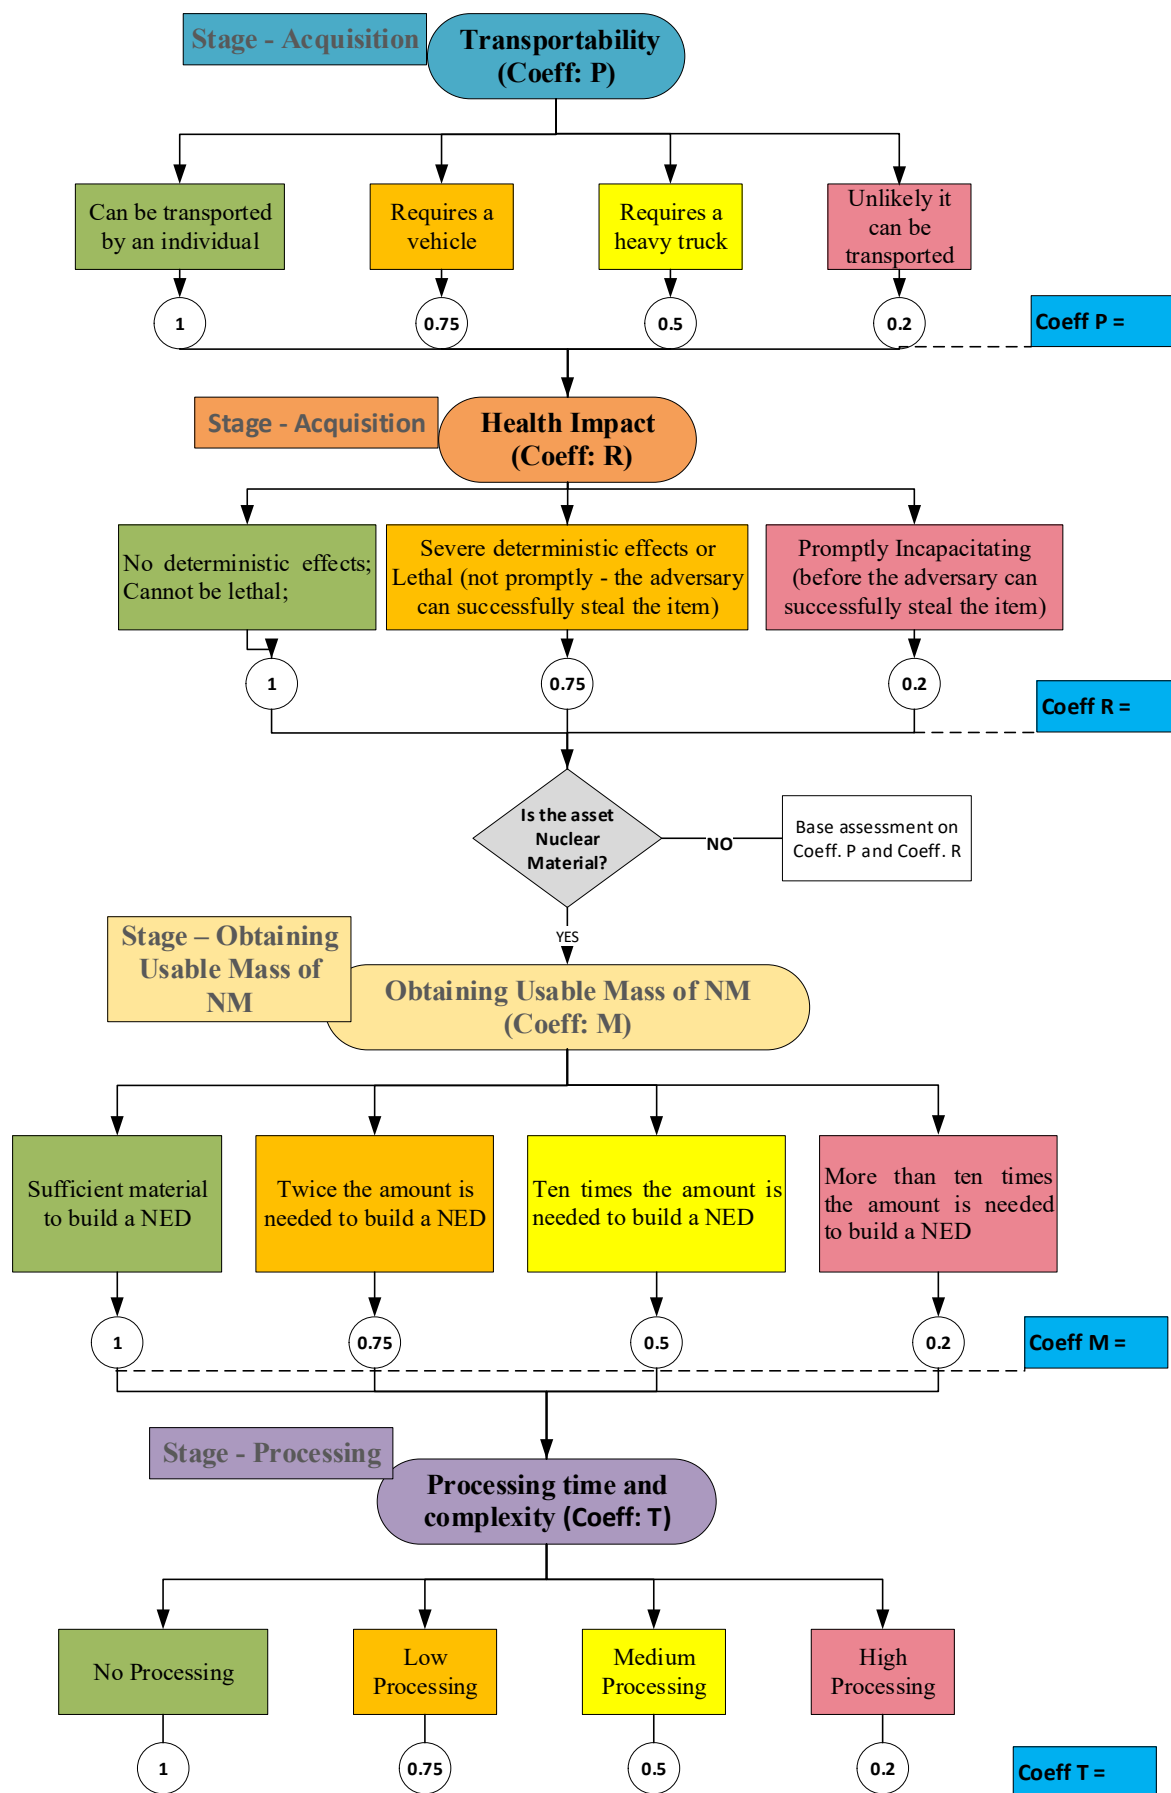 Stage - Acquisition
Transportability
(Coeff: P)
Can be transported
by an individual
Requires a
vehicle
Requires a
heavy truck
Unlikely it
can be
transported
1
0.75
0.5
0.2
Coeff P =
Stage - Acquisition
Health Impact
(Coeff: R)
No deterministic effects;
Cannot be lethal;
Severe deterministic effects or
Lethal (not promptly - the adversary
can successfully steal the item)
Promptly Incapacitating
(before the adversary can
successfully steal the item)
1
0.75
0.2
Coeff R =
Is the asset
Nuclear
Material?
NO
Base assessment on
Coeff. P and Coeff. R
YES
Stage – Obtaining
Usable Mass of
NM
Obtaining Usable Mass of NM
(Coeff: M)
Sufficient material
to build a NED
Twice the amount is
needed to build a NED
Ten times the amount is
needed to build a NED
More than ten times
the amount is needed
to build a NED
1
0.75
0.5
0.2
Coeff M =
Stage - Processing
Processing time and
complexity (Coeff: T)
No Processing
Low
Processing
Medium
Processing
High
Processing
1
0.75
0.5
0.2
Coeff T =